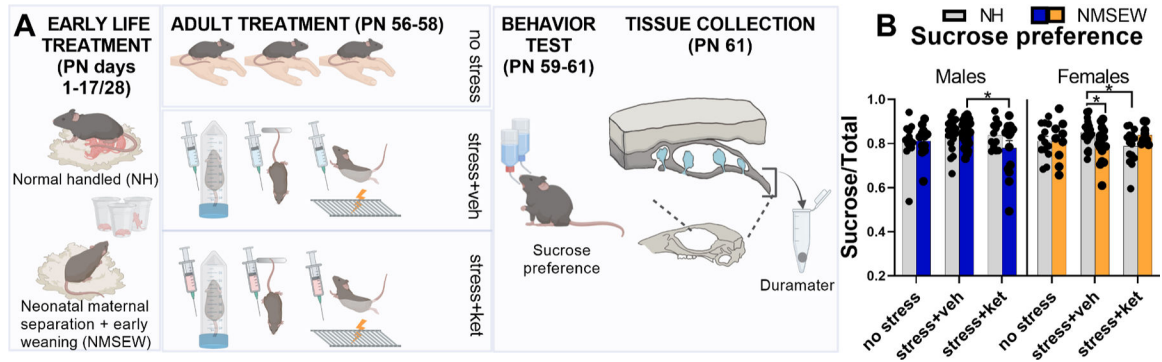 A
EARLY LIFE
TREATMENT
(PN days
1-17/28)
Normal handled (NH)
Neonatal maternal
separation + early
weaning (NMSEW)
ADULT TREATMENT (PN 56-58)
no stress
stress+veh
stress+ket
BEHAVIOR
TEST
(PN 59-61)
Sucrose
preference
TISSUE COLLECTION
(PN 61)
Duramater
B
NH NMSEW
Sucrose preference
Males Females
* * *
Sucrose/Total
1.0
0.8
0.6
0.4
0.2
no stress
stress+veh
stress+ket
no stress
stress+veh
stress+ket